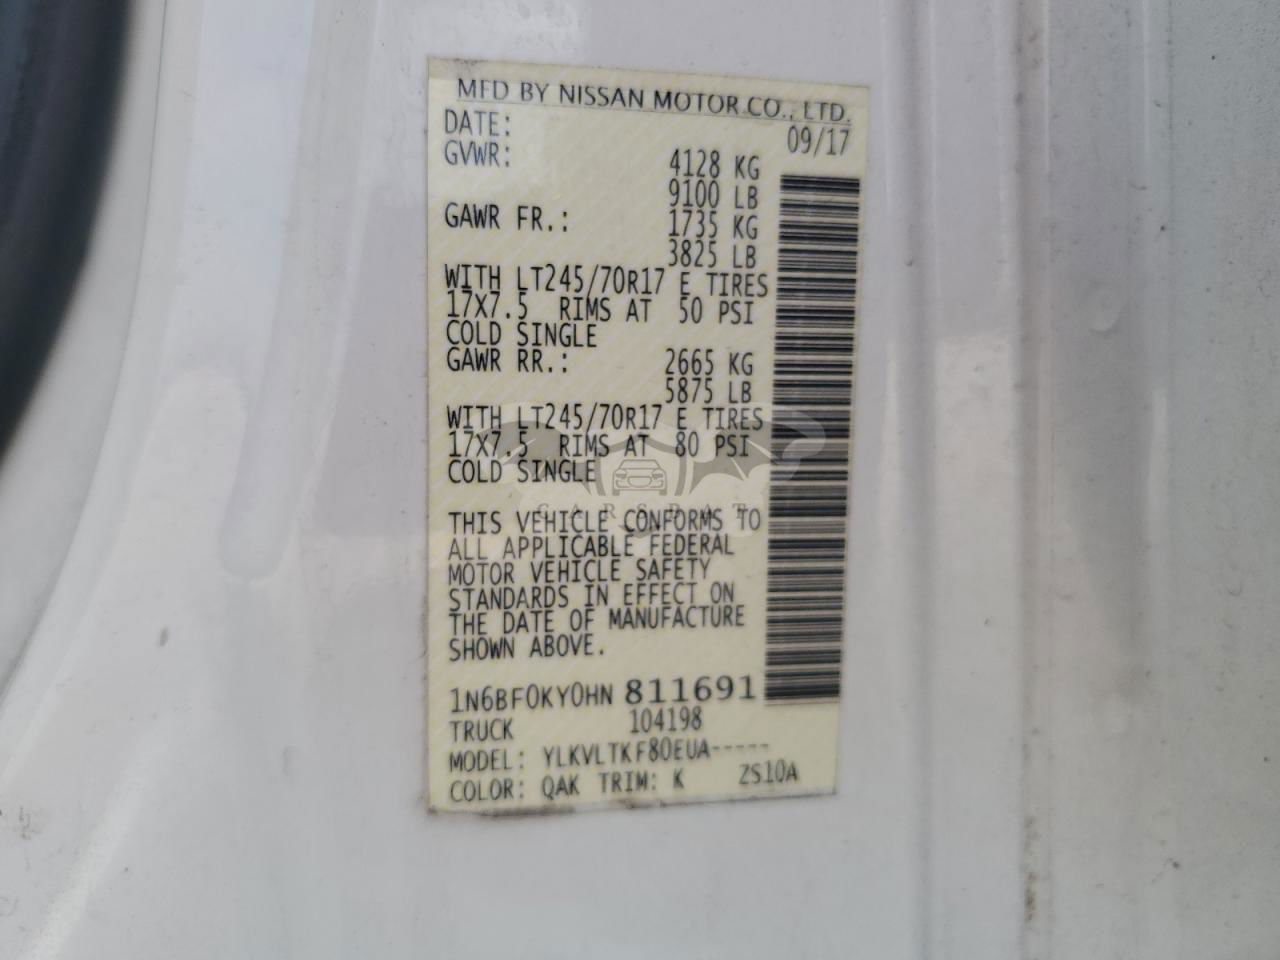 MFD BY NISSAN MOTOR CO., LTD.
DATE: 09/17
GVWR: 4128 KG
9100 LB
GAWR FR.: 1735 KG
3825 LB
WITH LT245/70R17 E TIRES
17X7.5 RIMS AT 50 PSI
COLD SINGLE
GAWR RR.: 2665 KG
5875 LB
WITH LT245/70R17 E TIRES
17X7.5 RIMS AT 80 PSI
COLD SINGLE
CARSBAT
THIS VEHICLE CONFORMS TO
ALL APPLICABLE FEDERAL
MOTOR VEHICLE SAFETY
STANDARDS IN EFFECT ON
THE DATE OF MANUFACTURE
SHOWN ABOVE.
1N6BF0KY0HN 811691
TRUCK 104198
MODEL: YLKVLTKF80EUA-----
COLOR: QAK TRIM: K ZS10A